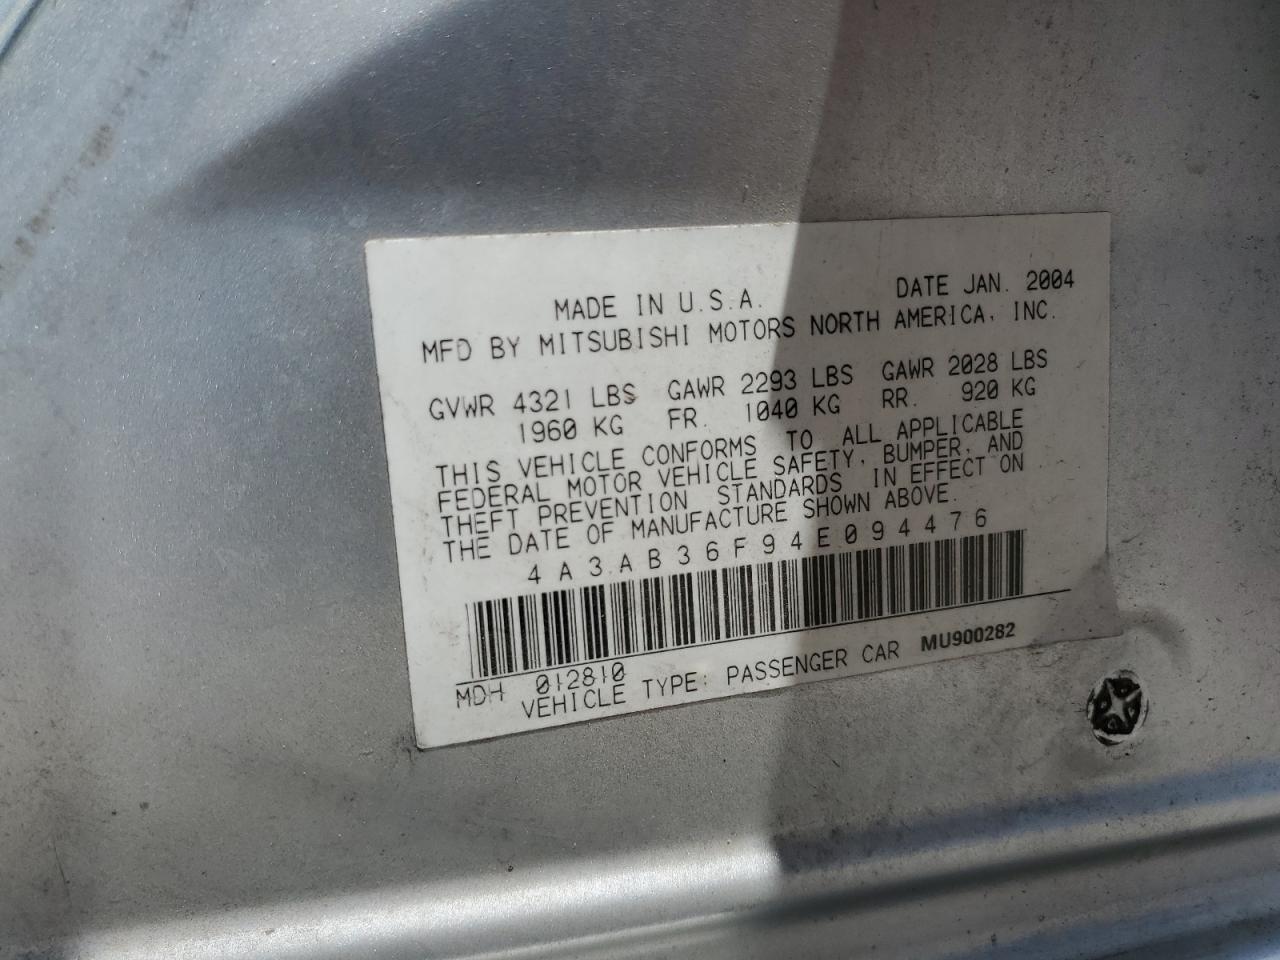 DATE JAN. 2004
MADE IN U.S.A.
MFD BY MITSUBISHI MOTORS NORTH AMERICA, INC.
GVWR 4321 LBS GAWR 2293 LBS GAWR 2028 LBS
1960 KG FR. 1040 KG RR. 920 KG
THIS VEHICLE CONFORMS TO ALL APPLICABLE
FEDERAL MOTOR VEHICLE SAFETY, BUMPER, AND
THEFT PREVENTION STANDARDS IN EFFECT ON
THE DATE OF MANUFACTURE SHOWN ABOVE.
4A3AB36F94E094476
MDH 012810
VEHICLE TYPE: PASSENGER CAR MU900282